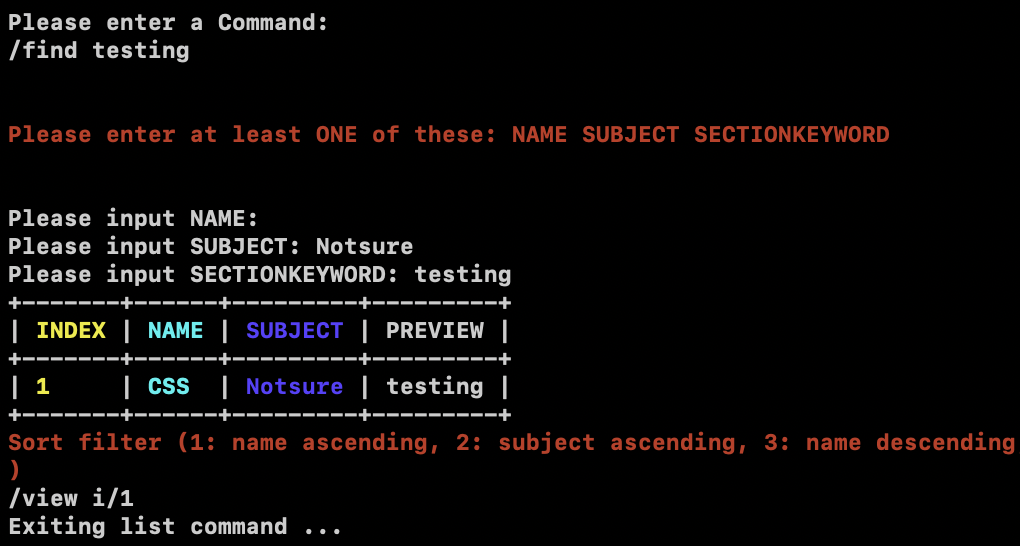 Please enter a Command:
/find testing
Please enter at least ONE of these: NAME SUBJECT SECTIONKEYWORD
Please input NAME:
Please input SUBJECT: Notsure
Please input SECTIONKEYWORD: testing
+-------+------+---------+---------+
| INDEX | NAME | SUBJECT | PREVIEW |
+-------+------+---------+---------+
| 1     | CSS  | Notsure | testing |
+-------+------+---------+---------+
Sort filter (1: name ascending, 2: subject ascending, 3: name descending
)
/view i/1
Exiting list command ...